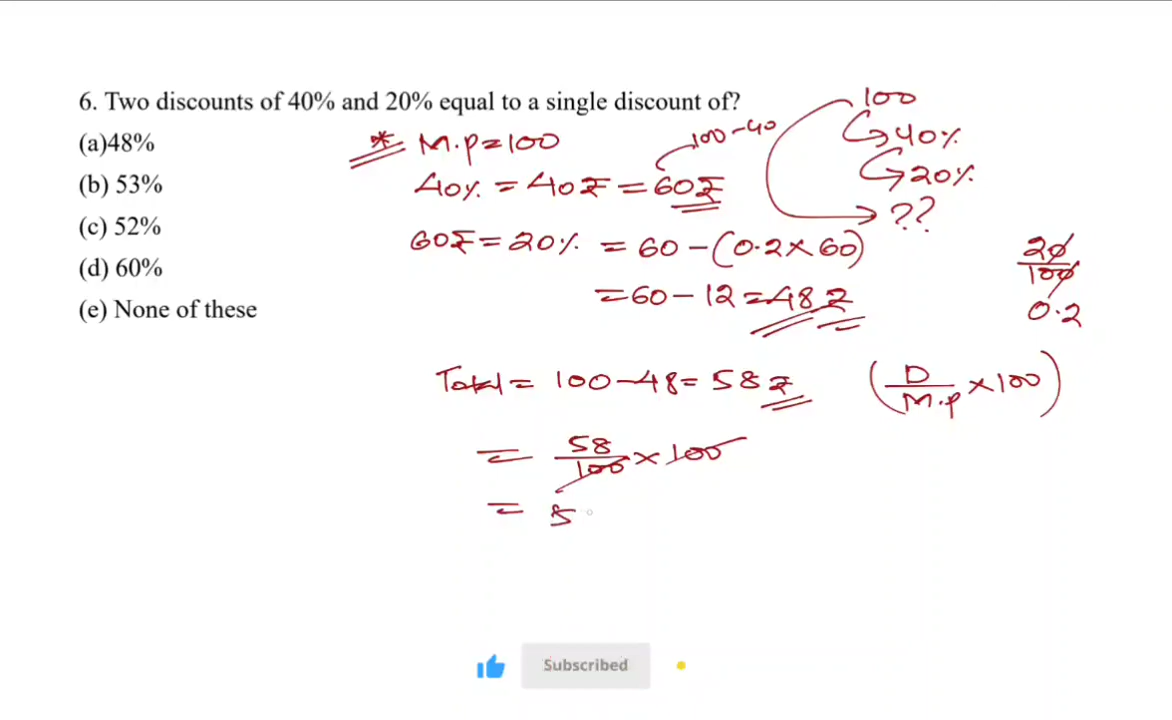 6. Two discounts of 40% and 20% equal to a single discount of?
(a)48%
(b) 53%
(c) 52%
(d) 60%
(e) None of these
100
40%
20%
??
* M.P=100
100-40
40% = 40₹ = 60₹
60₹ = 20% = 60 - (0.2×60)
=60 - 12 = 48₹
20/100
0.2
Total = 100-48= 58₹
(D/M.P ×100)
= 58/100 × 100
= 5
Subscribed